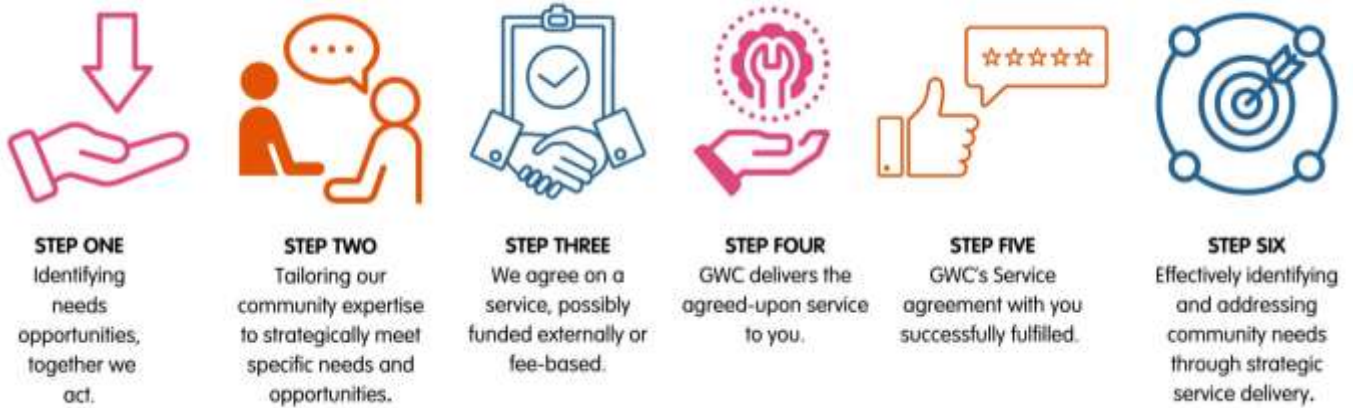 STEP ONE
Identifying
needs
opportunities,
together we
act.
STEP TWO
Tailoring our
community expertise
to strategically meet
specific needs and
opportunities.
STEP THREE
We agree on a
service, possibly
funded externally or
fee-based.
STEP FOUR
GWC delivers the
agreed-upon service
to you.
STEP FIVE
GWC's Service
agreement with you
successfully fulfilled.
STEP SIX
Effectively identifying
and addressing
community needs
through strategic
service delivery.